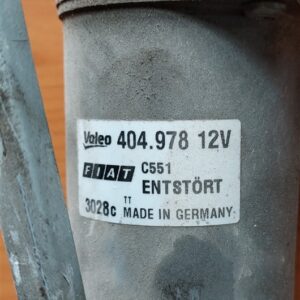 Valeo 404.978 12V
FIAT C551
ENTSTÖRT
3028c TT MADE IN GERMANY